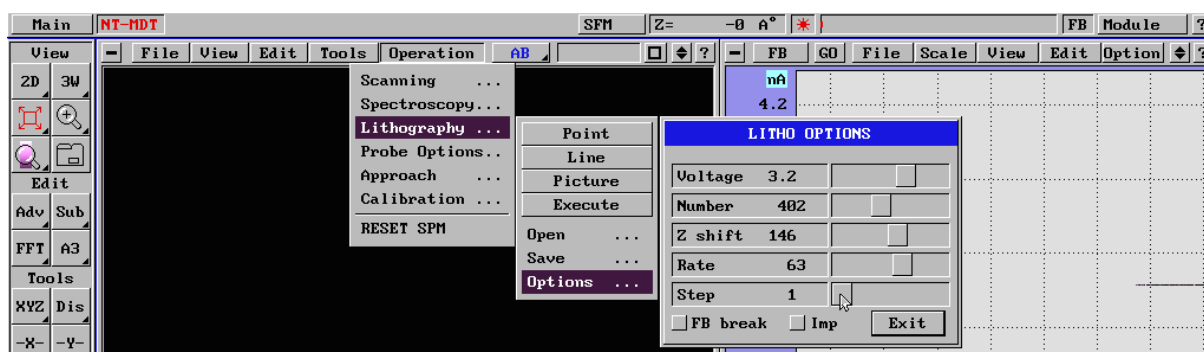 Main NT-MDT SFM Z= -0 A° FB Module ?
View - File View Edit Tools Operation AB ? - FB GO File Scale View Edit Option ?
2D 3W
Edit
Adv Sub
FFT A3
Tools
XYZ Dis
-X- -Y-
Scanning ...
Spectroscopy...
Lithography ...
Probe Options..
Approach ...
Calibration ...
RESET SPM
Point
Line
Picture
Execute
Open ...
Save ...
Options ...
LITHO OPTIONS
Voltage 3.2
Number 402
Z shift 146
Rate 63
Step 1
FB break Imp Exit
nA
4.2